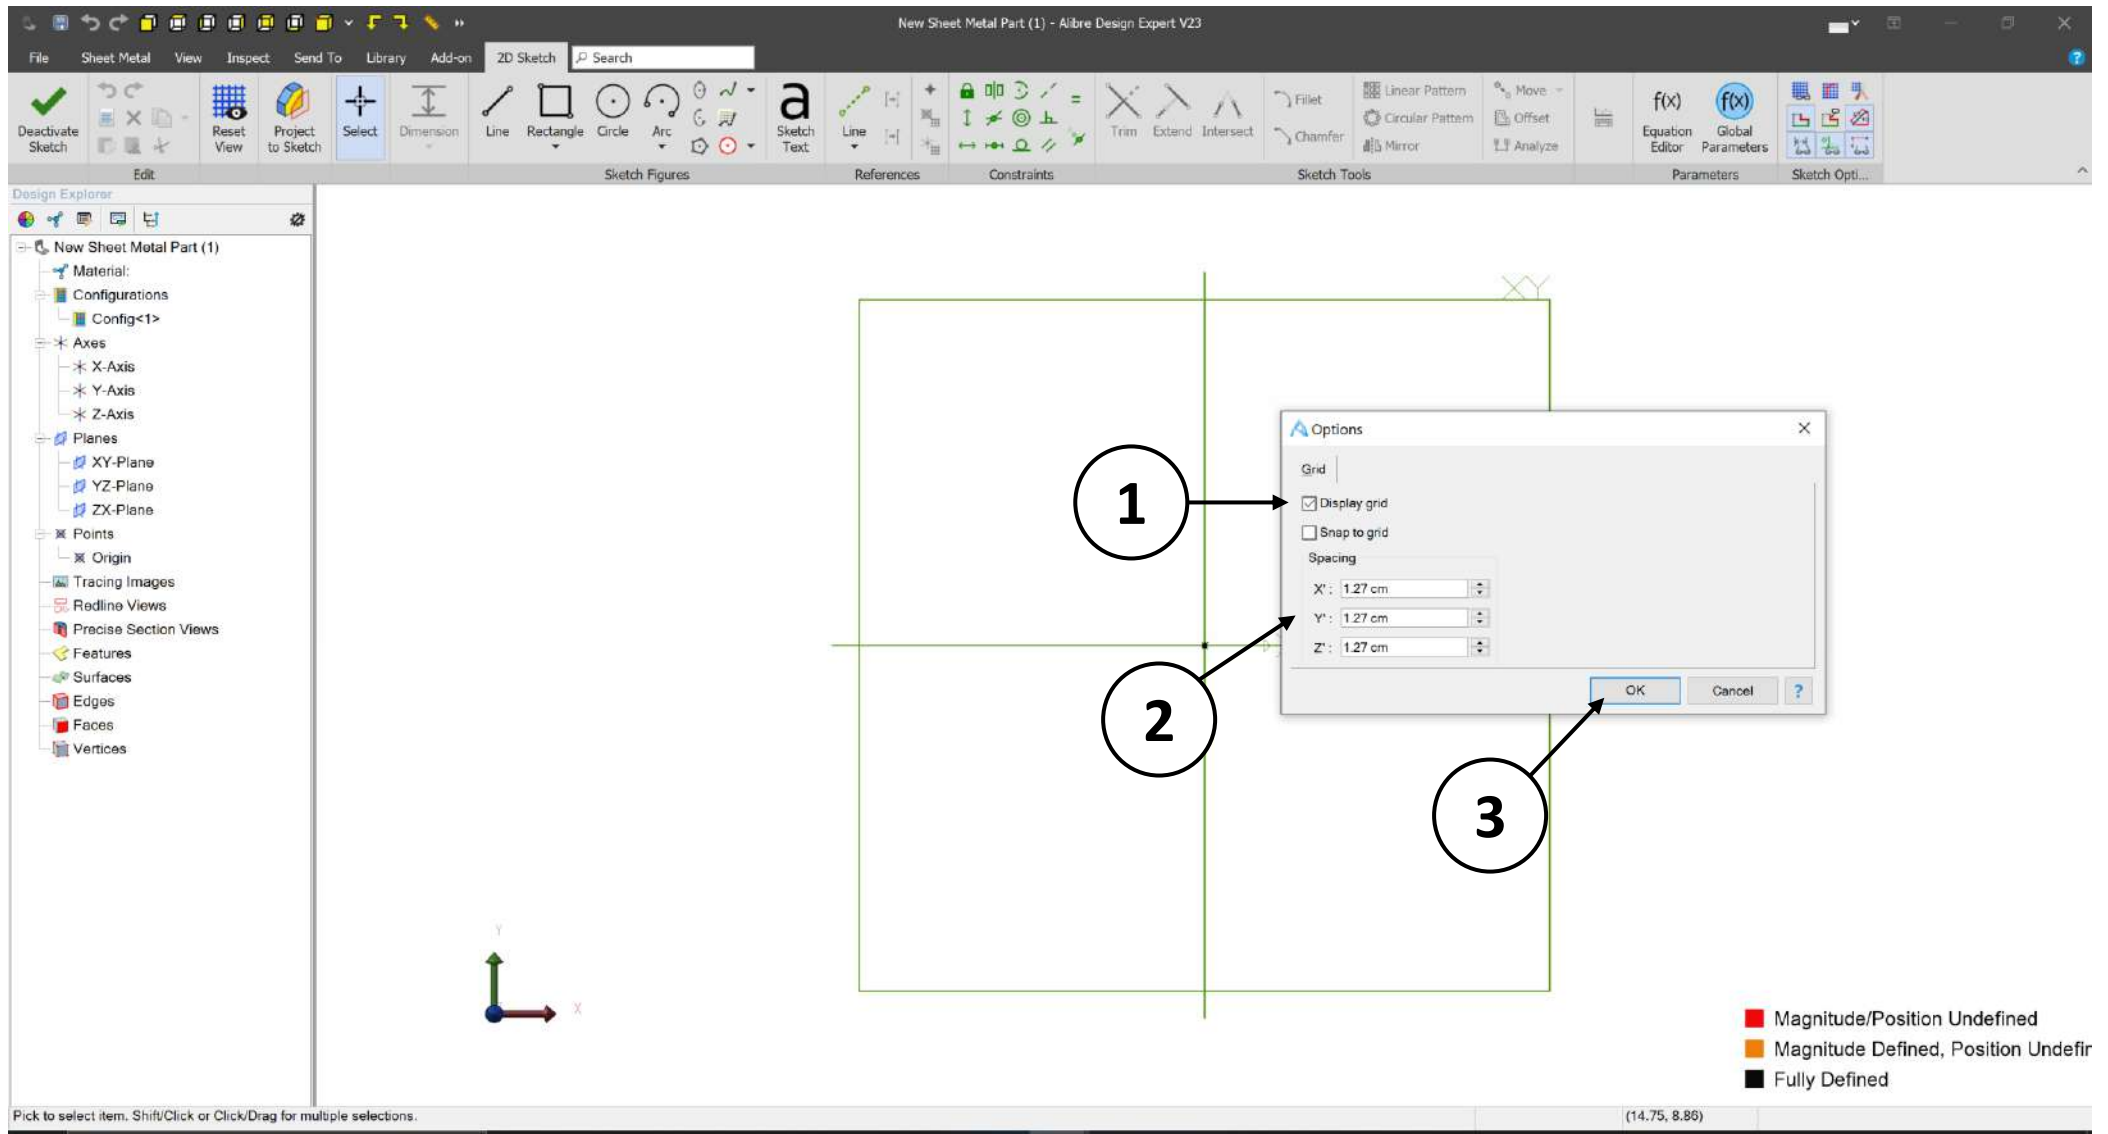 New Sheet Metal Part (1) - Alibre Design Expert V23
File Sheet Metal View Inspect Send To Library Add-on 2D Sketch Search
Deactivate Sketch
Reset View
Project to Sketch
Select
Dimension
Line
Rectangle
Circle
Arc
a
Sketch Text
Line
Trim
Extend
Intersect
Fillet
Chamfer
Linear Pattern
Circular Pattern
Mirror
Move
Offset
Analyze
f(x)
Equation Editor
f(x)
Global Parameters
Edit
Sketch Figures
References
Constraints
Sketch Tools
Parameters
Sketch Opti...
Design Explorer
New Sheet Metal Part (1)
Material:
Configurations
Config<1>
Axes
X-Axis
Y-Axis
Z-Axis
Planes
XY-Plane
YZ-Plane
ZX-Plane
Points
Origin
Tracing Images
Redline Views
Precise Section Views
Features
Surfaces
Edges
Faces
Vertices
XY
Options
Grid
Display grid
Snap to grid
Spacing
X' : 1.27 cm
Y' : 1.27 cm
Z' : 1.27 cm
OK Cancel ?
1
2
3
Y
X
Magnitude/Position Undefined
Magnitude Defined, Position Undefin
Fully Defined
Pick to select item. Shift/Click or Click/Drag for multiple selections.
(14.75, 8.86)